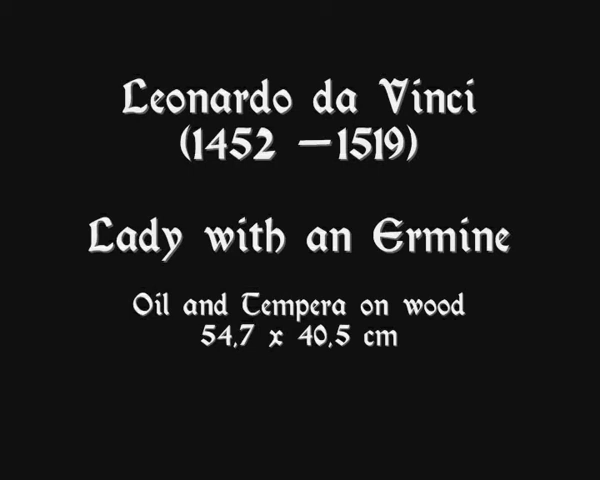 Leonardo da Vinci
(1452 –1519)
Lady with an Ermine
Oil and Tempera on wood
54,7 x 40,5 cm